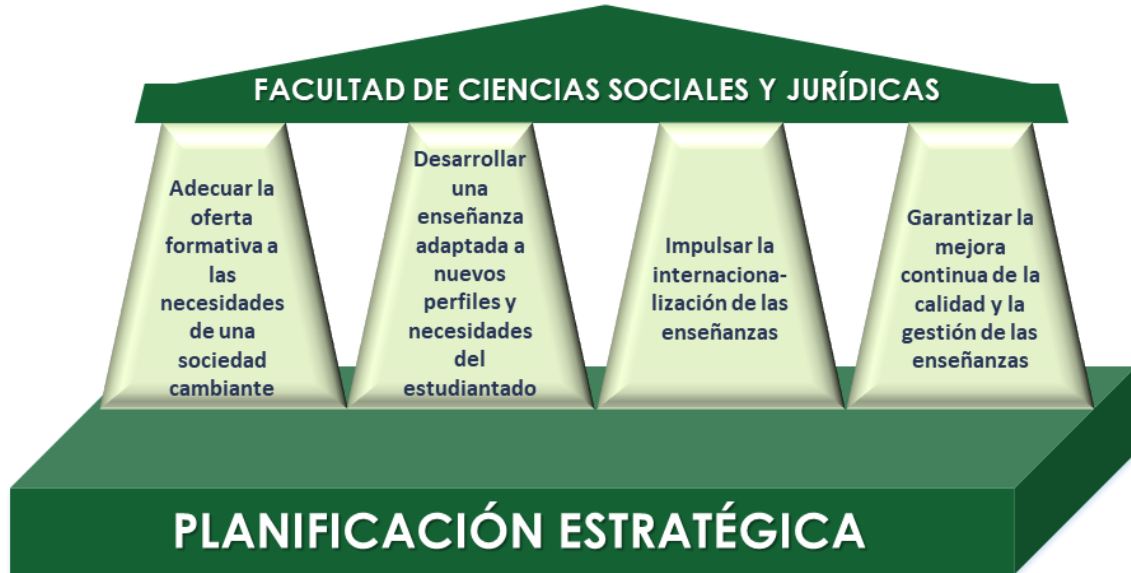 FACULTAD DE CIENCIAS SOCIALES Y JURÍDICAS
Adecuar la
oferta
formativa a
las
necesidades
de una
sociedad
cambiante
Desarrollar
una
enseñanza
adaptada a
nuevos
perfiles y
necesidades
del
estudiantado
Impulsar la
internaciona-
lización de las
enseñanzas
Garantizar la
mejora
continua de la
calidad y la
gestión de las
enseñanzas
PLANIFICACIÓN ESTRATÉGICA